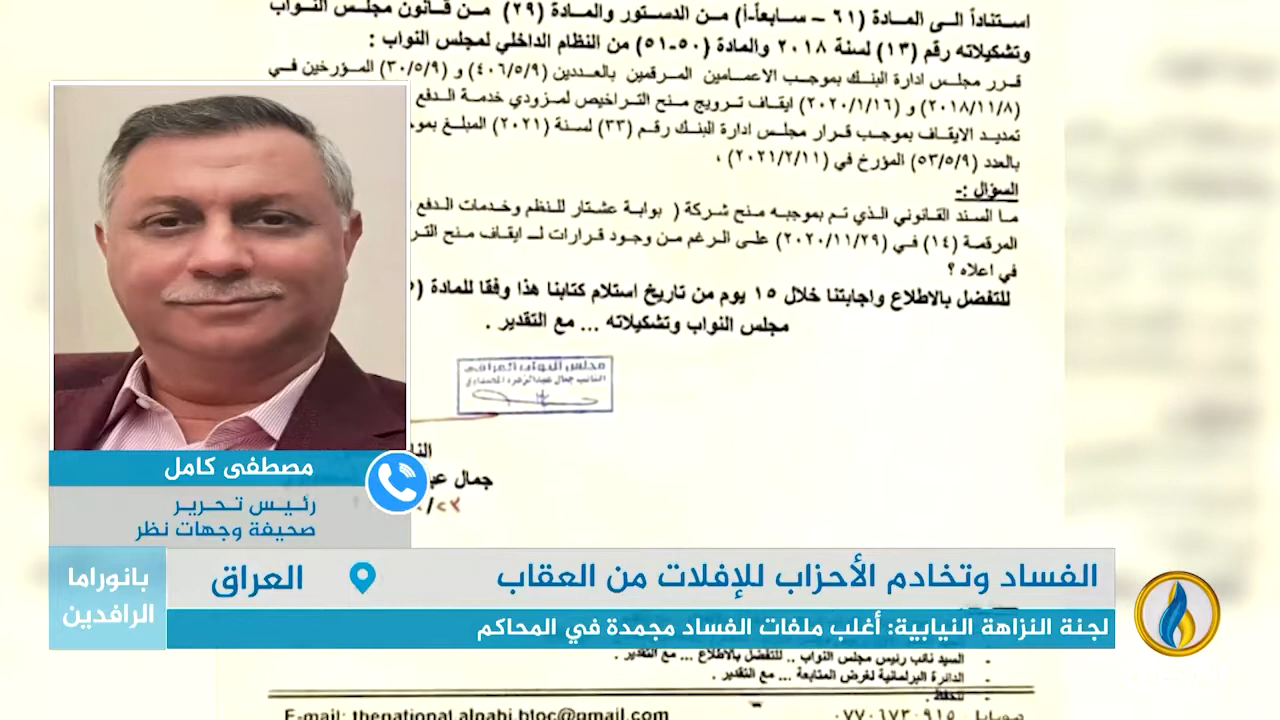 استناداً الى المادة (٦١ – سابعاً-أ) من الدستور والمادة (٢٩) من قانون مجلس النواب
وتشكيلاته رقم (١٣) لسنة ٢٠١٨ والمادة (٥٠-٥١) من النظام الداخلي لمجلس النواب :
قرر مجلس ادارة البنك بموجب الاعمامين المرقمين بالعددين (٤٠٦/٥/٩) و (٣٠/٥/٩) المؤرخين في
(٢٠١٨/١١/٨) و (٢٠٢٠/١/١٦) ايقاف ترويج منح التراخيص لمزودي خدمة الدفع
تمديد الايقاف بموجب قرار مجلس ادارة البنك رقم (٣٣) لسنة (٢٠٢١) المبلغ
بالعدد (٥٣/٥/٩) المؤرخ في (٢٠٢١/٢/١١) ،
السؤال :-
ما السند القانوني الذي تم بموجبه منح شركة ( بوابة عشتار للنظم وخدمات الدفع
المرقمة (١٤) في (٢٠٢٠/١١/٢٩) على الرغم من وجود قرارات لـ ايقاف منح
في اعلاه ؟
للتفضل بالاطلاع واجابتنا خلال ١٥ يوم من تاريخ استلام كتابنا هذا وفقا للمادة
مجلس النواب وتشكيلاته ... مع التقدير .
مجلس النواب العراقي
النائب جمال عبدالزهرة
جمال
مصطفى كامل
رئيس تحرير
صحيفة وجهات نظر
بانوراما
الرافدين
العراق
الفساد وتخادم الأحزاب للإفلات من العقاب
لجنة النزاهة النيابية: أغلب ملفات الفساد مجمدة في المحاكم
- السيد نائب رئيس مجلس النواب .. للتفضل بالاطلاع ... مع التقدير .
- الدائرة البرلمانية لغرض المتابعة ... مع التقدير .
- للحفظ .
E-mail: thenational.alnabi.bloc@gmail.com
موبايل ٠٧٧٠٦٧٣٠٩١٥